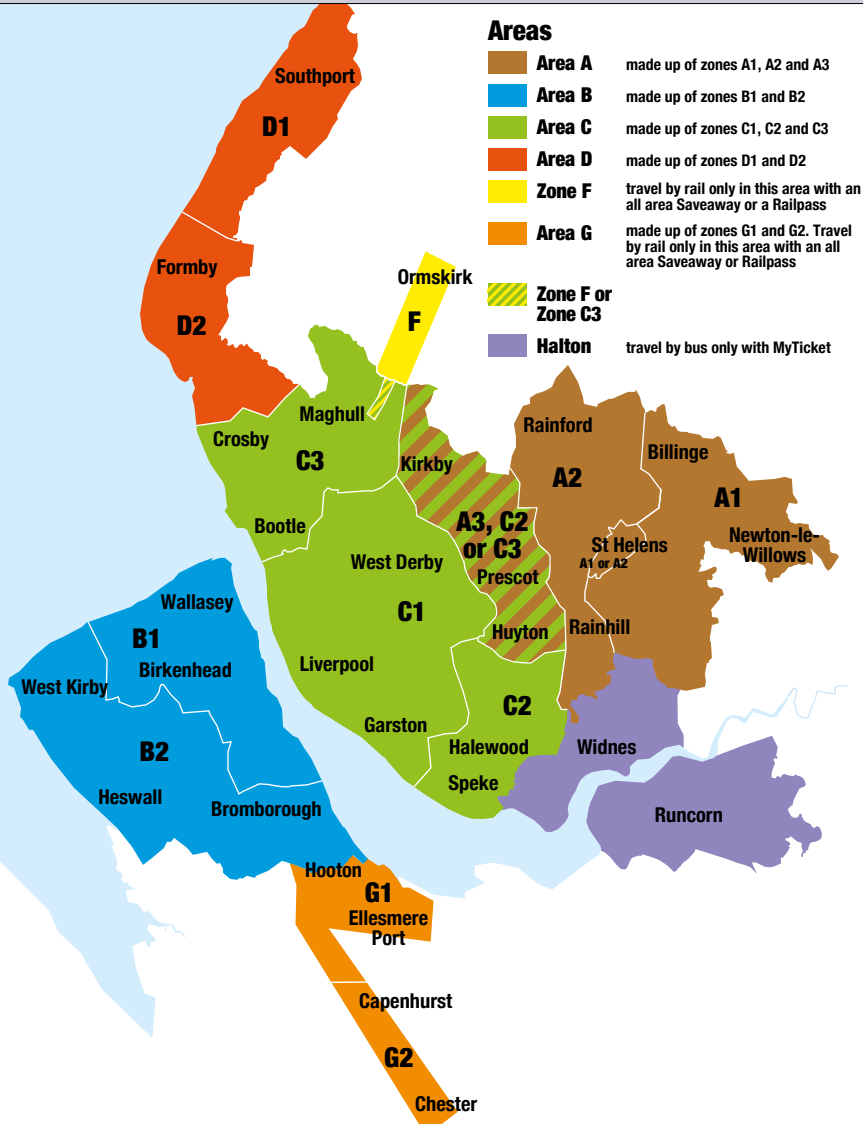 Areas
Area A made up of zones A1, A2 and A3
Area B made up of zones B1 and B2
Area C made up of zones C1, C2 and C3
Area D made up of zones D1 and D2
Zone F travel by rail only in this area with an
all area Saveaway or a Railpass
Area G made up of zones G1 and G2. Travel
by rail only in this area with an all
area Saveaway or Railpass
Zone F or
Zone C3
Halton travel by bus only with MyTicket
Southport
D1
Formby
D2
Ormskirk
F
Maghull
Crosby
C3
Bootle
Kirkby
A3, C2
or C3
Prescot
Huyton
Rainford
A2
Billinge
A1
Newton-le-
Willows
St Helens
A1 or A2
Rainhill
West Derby
C1
Liverpool
Garston
C2
Halewood
Speke
Widnes
Runcorn
Wallasey
B1
Birkenhead
West Kirby
B2
Heswall
Bromborough
Hooton
G1
Ellesmere
Port
Capenhurst
G2
Chester